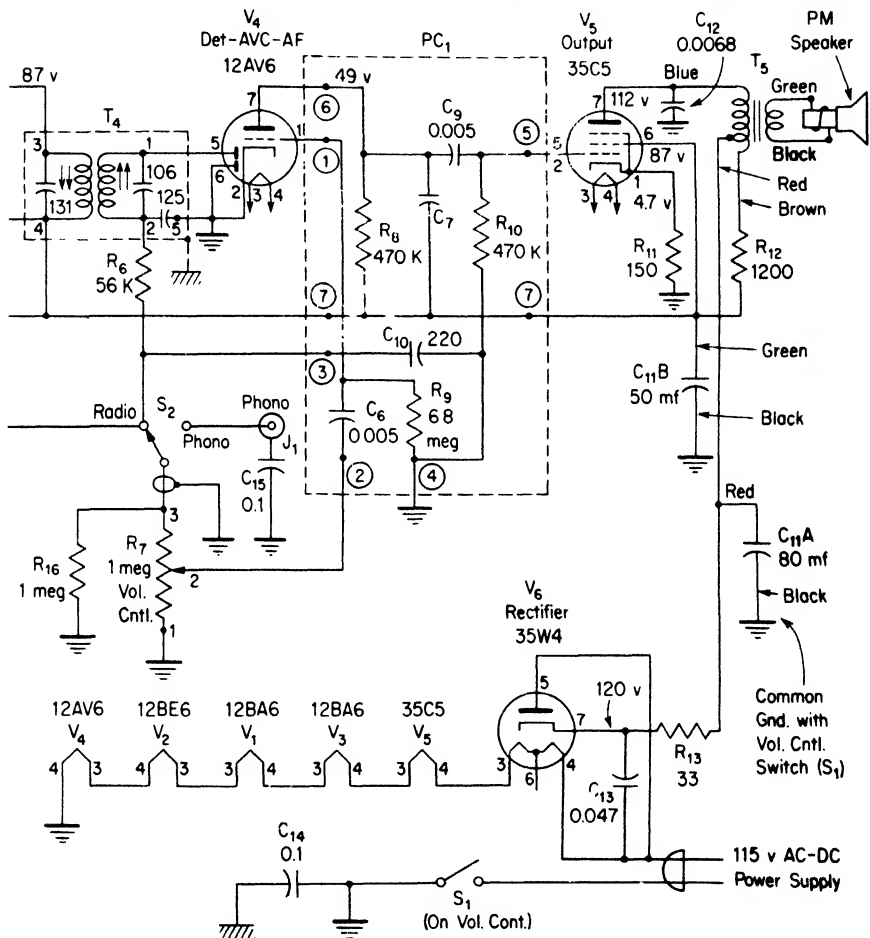 V4
Det-AVC-AF
12AV6
PC1
V5
Output
35C5
C12
0.0068
T5
PM
Speaker
87 v
49 v
Blue
Green
Black
112 v
T4
7
6
1
C9
0.005
5
7
6
87 v
3
1
5
6
1
2
3
4
5
2
3
4
1
4.7 v
106
131
125
4
2
5
C7
Red
Brown
R8
470 K
R10
470 K
R11
150
R12
1200
R6
56 K
7
7
C10
220
3
Green
C11B
50 mf
Black
Radio
S2
Phono
Phono
J1
C6
0.005
R9
6.8
meg
C15
0.1
2
4
Red
C11A
80 mf
Black
3
R16
1 meg
R7
1 meg
Vol.
Cntl.
2
1
V6
Rectifier
35W4
Common
Gnd. with
Vol. Cntl.
Switch (S1)
5
120 v
7
12AV6
12BE6
12BA6
12BA6
35C5
V4
V2
V1
V3
V5
4
3
4
3
3
4
3
4
4
3
3
6
4
R13
33
C13
0.047
C14
0.1
S1
(On Vol. Cont.)
115 v AC-DC
Power Supply